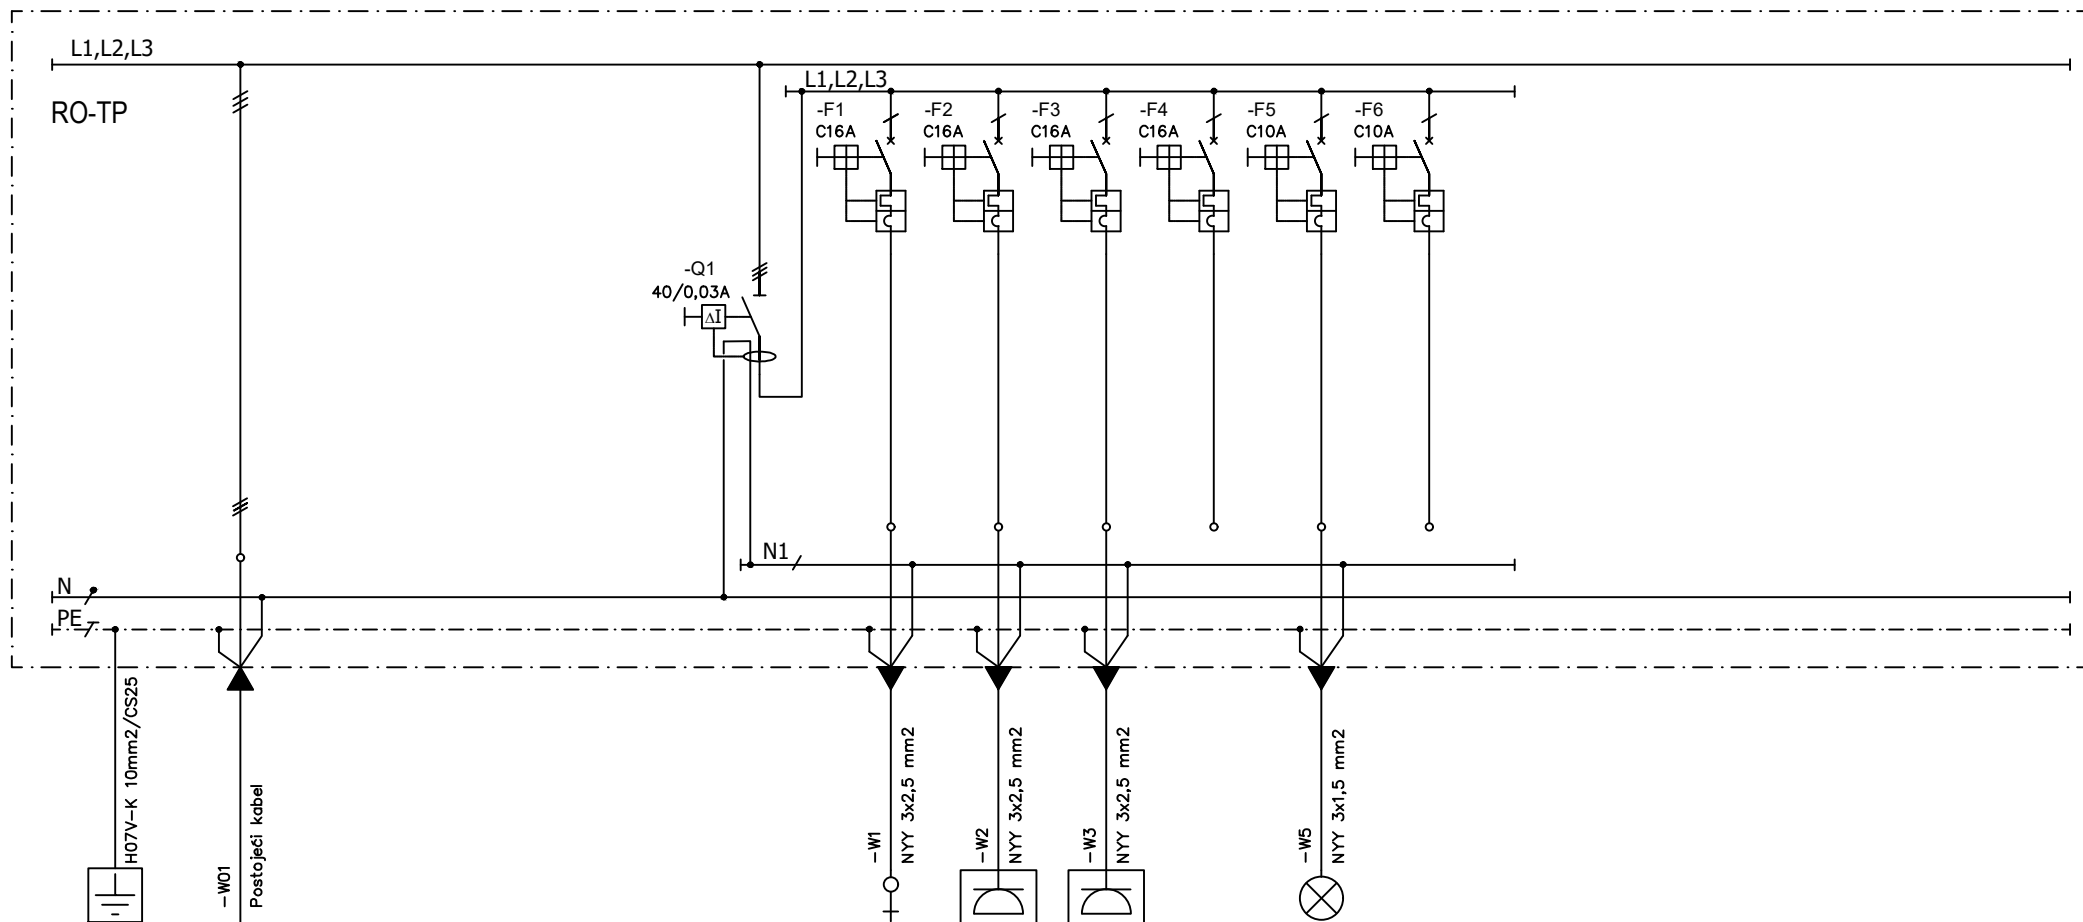 L1,L2,L3
RO-TP
L1,L2,L3
-F1
C16A
-F2
C16A
-F3
C16A
-F4
C16A
-F5
C10A
-F6
C10A
-Q1
40/0,03A
ΔI
N1
N
PE
H07V-K 10mm2/CS25
-W01
Postojeći kabel
-W1
NYY 3x2,5 mm2
-W2
NYY 3x2,5 mm2
-W3
NYY 3x2,5 mm2
-W5
NYY 3x1,5 mm2